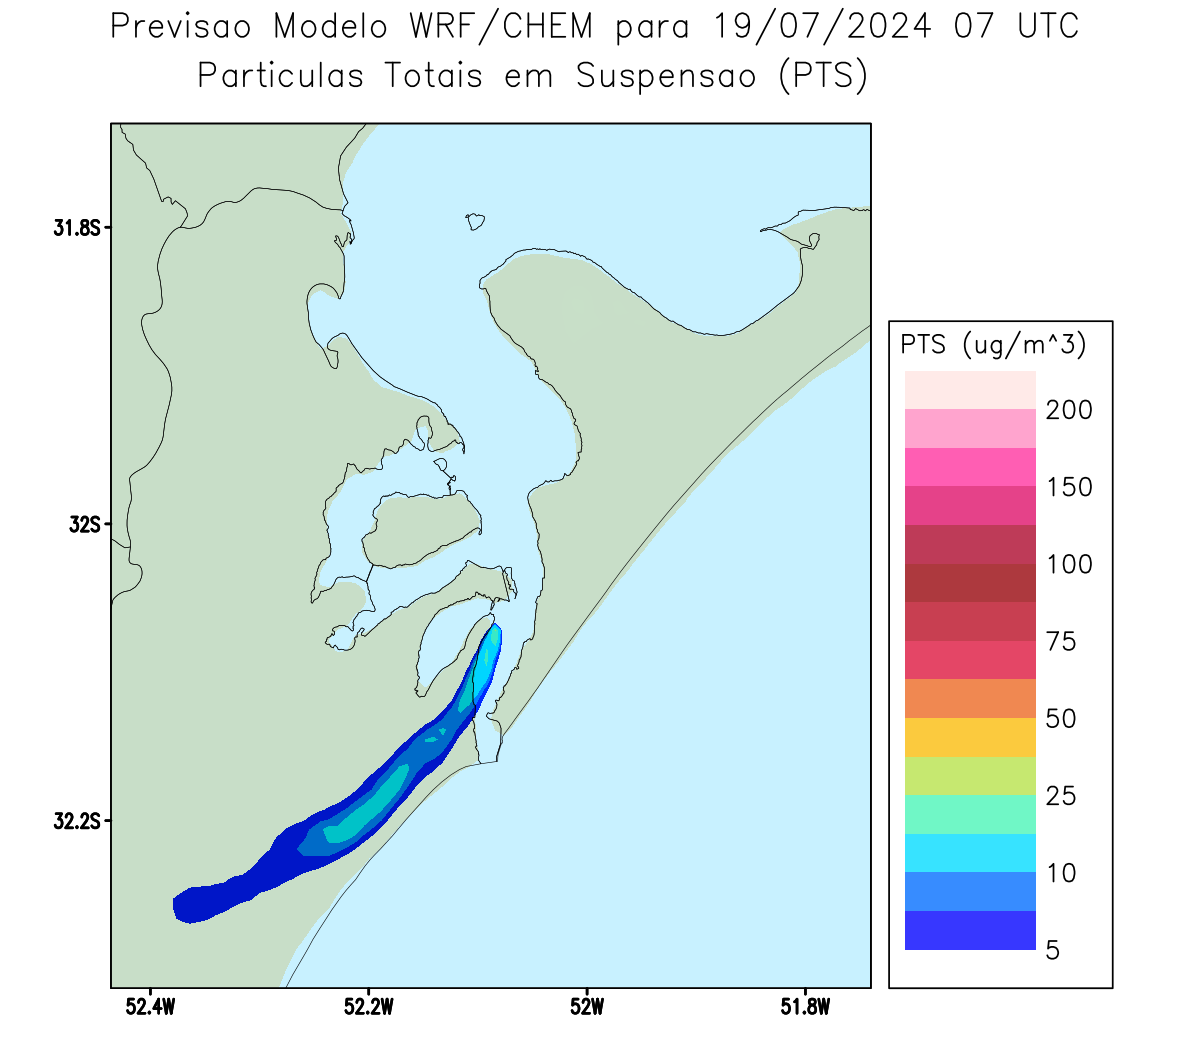 Previsao Modelo WRF/CHEM para 19/07/2024 07 UTC
Particulas Totais em Suspensao (PTS)
31.8S
32S
32.2S
52.4W
52.2W
52W
51.8W
PTS (ug/m^3)
200
150
100
75
50
25
10
5